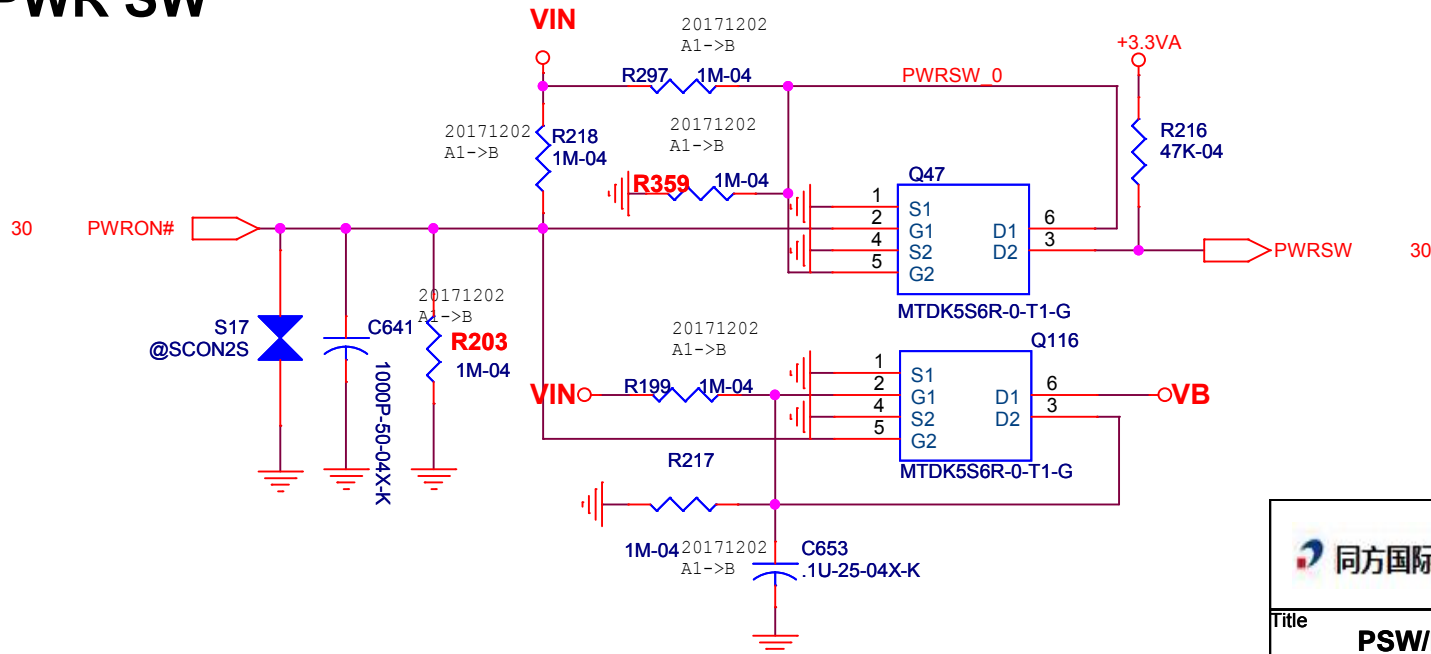 PWR SW
VIN
20171202
A1->B
+3.3VA
R297
1M-04
PWRSW_0
20171202
A1->B
R218
1M-04
20171202
A1->B
R359
1M-04
R216
47K-04
Q47
1
2
4
5
S1
G1
S2
G2
D1
D2
6
3
30
PWRON#
PWRSW
30
MTDK5S6R-0-T1-G
20171202
A1->B
S17
@SCON2S
C641
1000P-50-04X-K
R203
1M-04
20171202
A1->B
Q116
VIN
R199
1M-04
1
2
4
5
S1
G1
S2
G2
D1
D2
6
3
VB
MTDK5S6R-0-T1-G
R217
1M-04
20171202
A1->B
C653
.1U-25-04X-K
同方国际
Title
PSW/